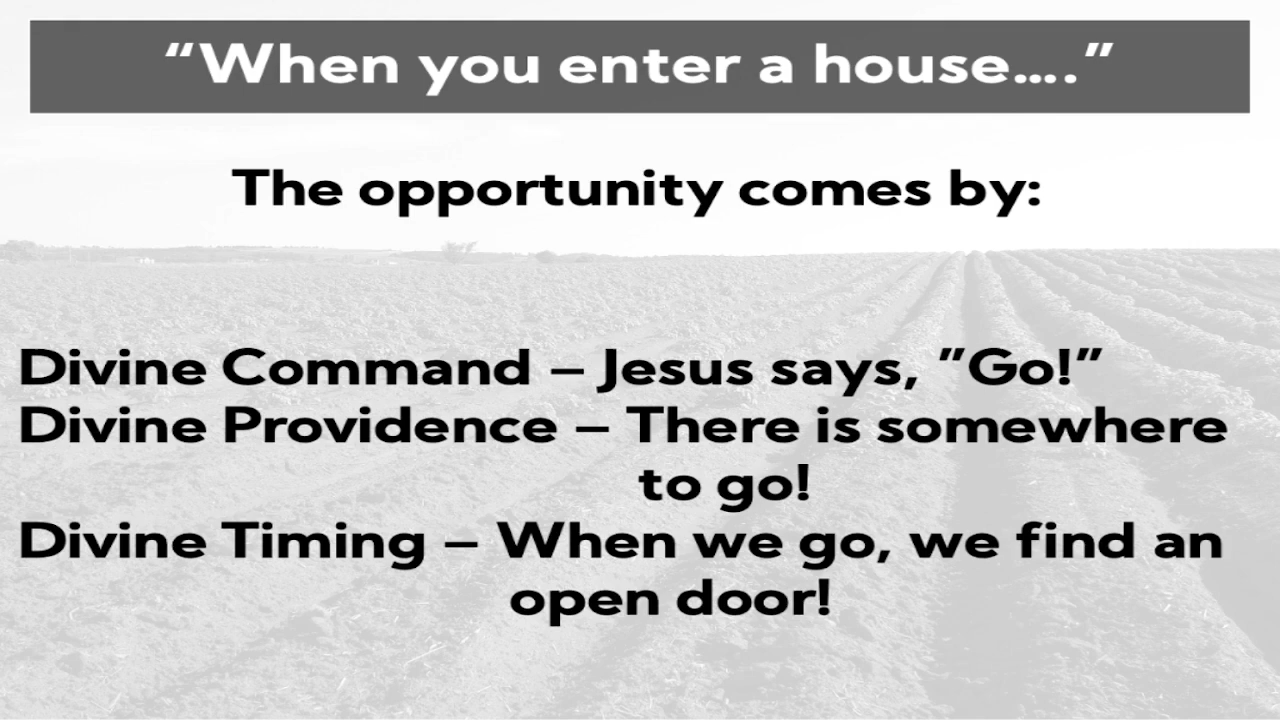 “When you enter a house….”
The opportunity comes by:
Divine Command – Jesus says, ”Go!”
Divine Providence – There is somewhere
to go!
Divine Timing – When we go, we find an
open door!